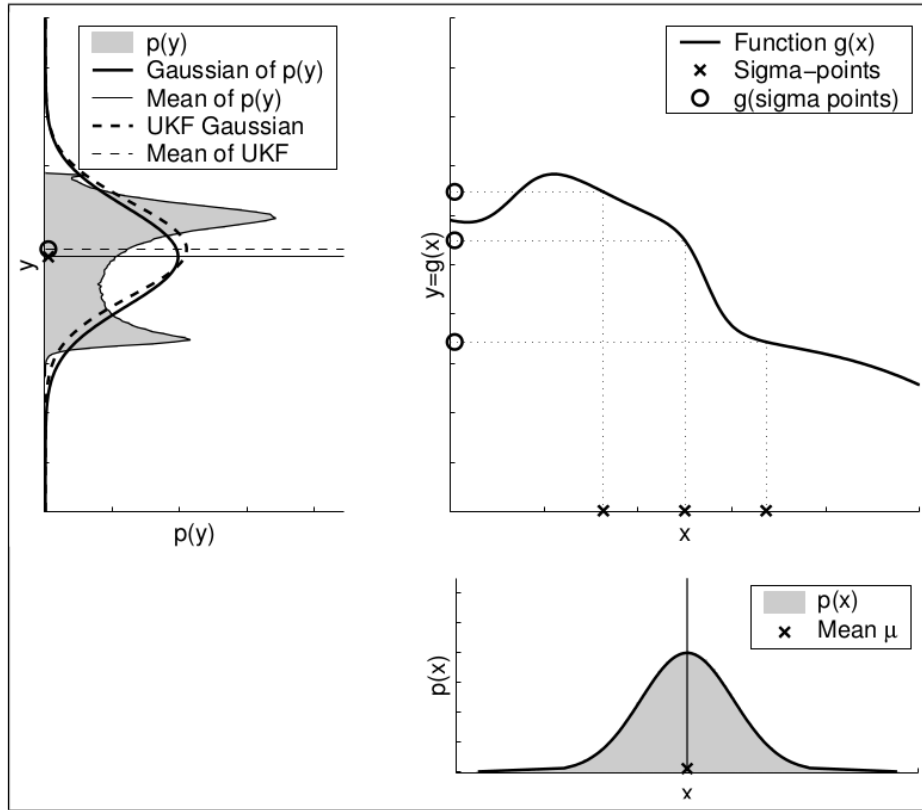 p(y)
Gaussian of p(y)
Mean of p(y)
UKF Gaussian
Mean of UKF
y
p(y)
Function g(x)
Sigma−points
g(sigma points)
y=g(x)
x
p(x)
Mean μ
p(x)
x